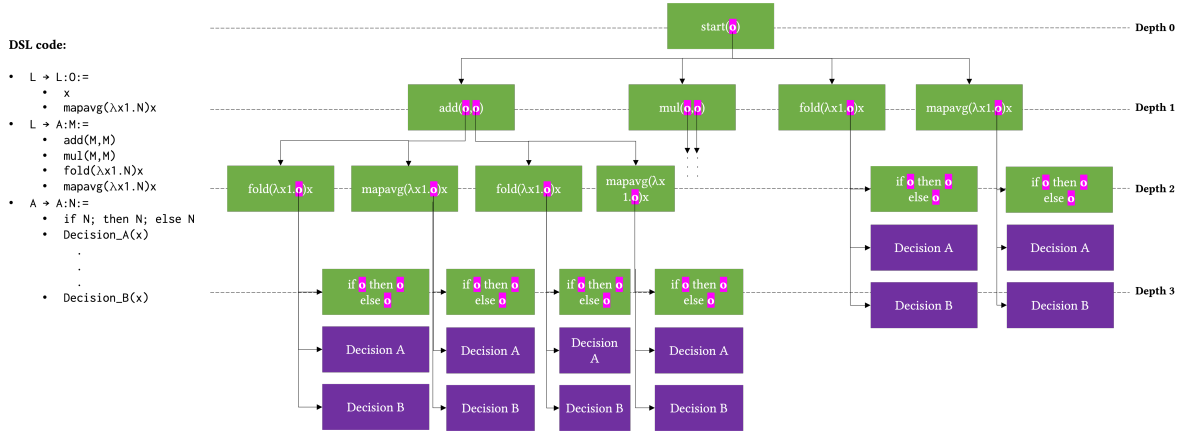 DSL code:
• L → L:O:=
• x
• mapavg(λx1.N)x
• L → A:M:=
• add(M,M)
• mul(M,M)
• fold(λx1.N)x
• mapavg(λx1.N)x
• A → A:N:=
• if N; then N; else N
• Decision_A(x)
.
.
.
• Decision_B(x)
start(o)
Depth 0
add(o,o)
mul(o,o)
fold(λx1.o)x
mapavg(λx1.o)x
Depth 1
fold(λx1.o)x
mapavg(λx1.o)x
fold(λx1.o)x
mapavg(λx
1.o)x
. .
. .
. .
if o then o
else o
if o then o
else o
Depth 2
Decision A
Decision A
Decision B
Decision B
if o then o
else o
if o then o
else o
if o then o
else o
if o then o
else o
Depth 3
Decision A
Decision A
Decision
A
Decision A
Decision B
Decision B
Decision B
Decision B